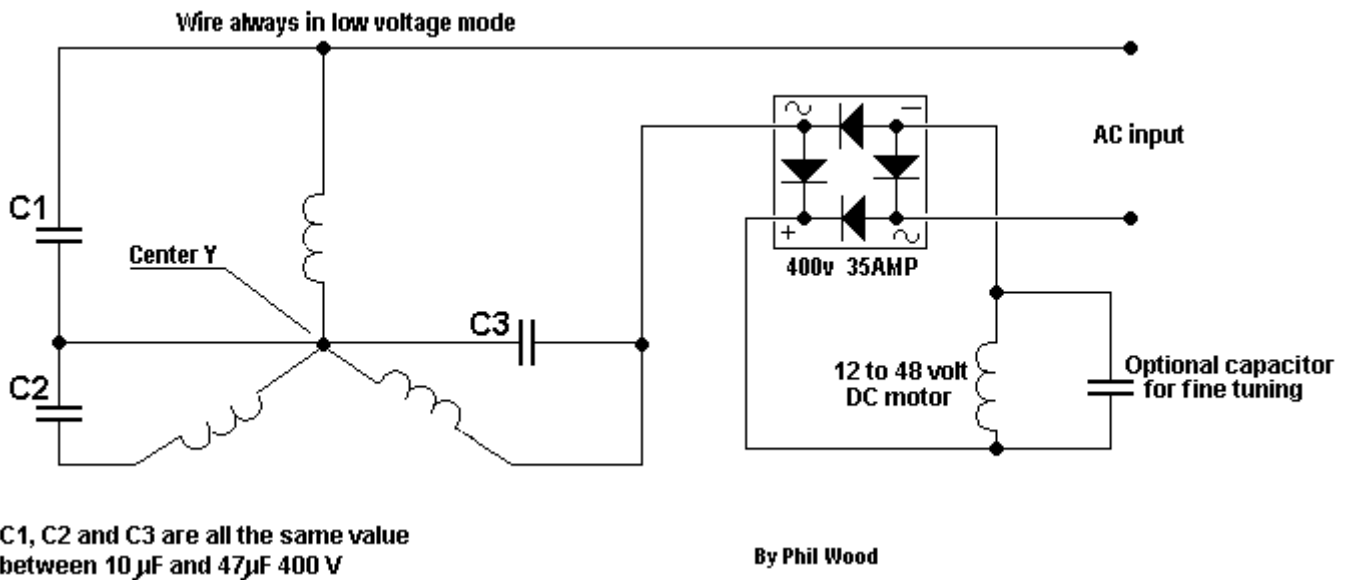 Wire always in low voltage mode
AC input
C1
Center Y
400v 35AMP
C3
C2
12 to 48 volt
DC motor
Optional capacitor
for fine tuning
C1, C2 and C3 are all the same value
between 10 µF and 47µF 400 V
By Phil Wood